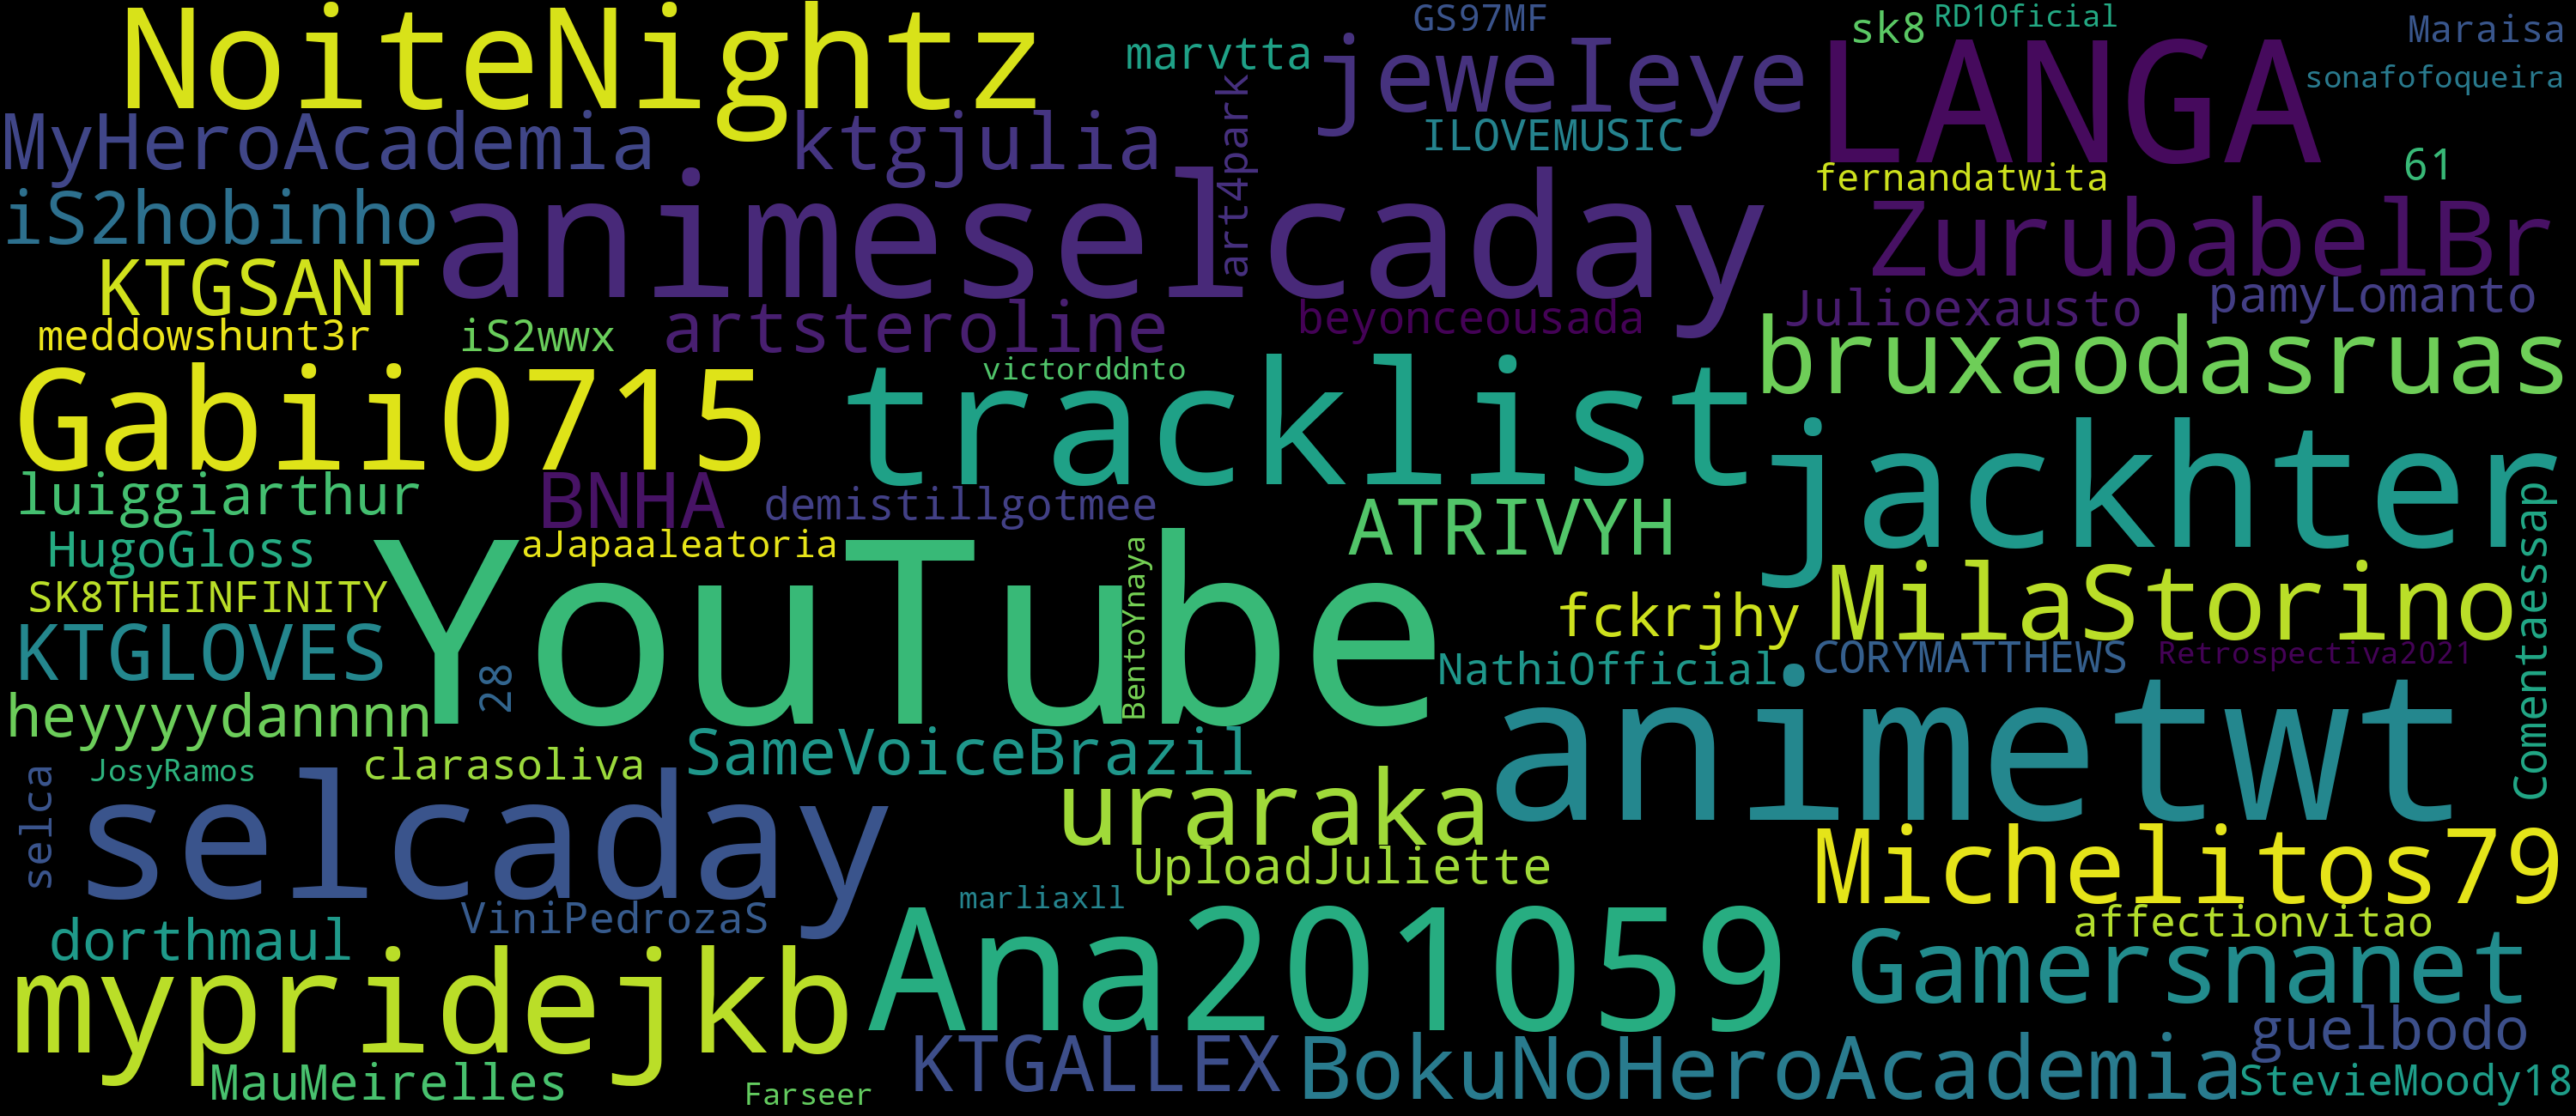 NoiteNightz
GS97MF
sk8
RD1Oficial
Maraisa
marvtta
jeweIeye
LANGA
sonafofoqueira
MyHeroAcademia
ktgjulia
art4park
ILOVEMUSIC
fernandatwita
61
iS2hobinho
animeselcaday
ZurubabelBr
KTGSANT
meddowshunt3r
iS2wwx
artsteroline
beyonceousada
Julioexausto
pamyLomanto
Gabii0715
victorddnto
tracklist
bruxaodasruas
jackhter
luiggiarthur
BNHA
demistillgotmee
ATRIVYH
HugoGloss
aJapaaleatoria
YouTube
BentoYnaya
SK8THEINFINITY
fckrjhy
MilaStorino
Comentaessap
KTGLOVES
28
NathiOfficial
CORYMATTHEWS
Retrospectiva2021
heyyyydannnn
animetwt
JosyRamos
clarasoliva
SameVoiceBrazil
selca
selcaday
uraraka
Michelitos79
UploadJuliette
ViniPedrozaS
marliaxll
affectionvitao
dorthmaul
mypridejkb
Ana201059
Gamersnanet
guelbodo
MauMeirelles
Farseer
KTGALLEX
BokuNoHeroAcademia
StevieMoody18